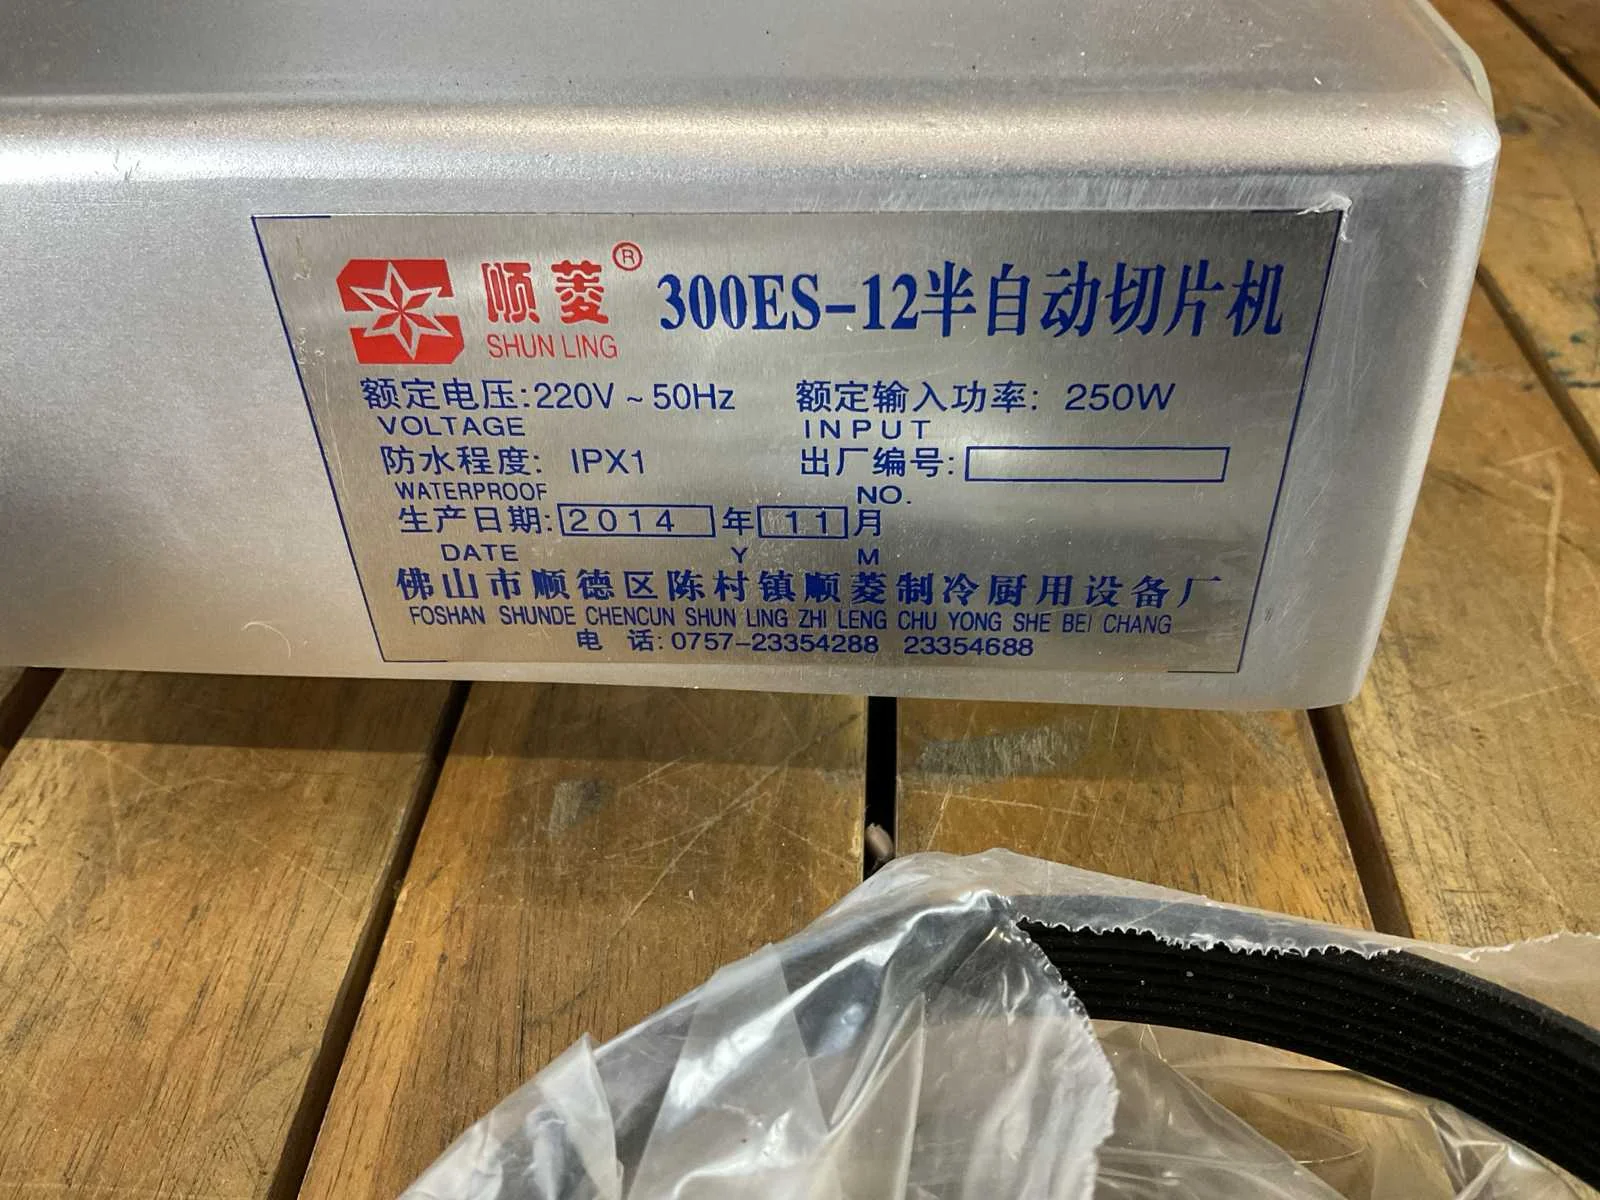 顺菱® 300ES-12半自动切片机
SHUN LING
额定电压:220V ~ 50Hz 额定输入功率: 250W
VOLTAGE INPUT
防水程度: IPX1 出厂编号:
WATERPROOF NO.
生产日期: 2014 年 11 月
DATE Y M
佛山市顺德区陈村镇顺菱制冷厨用设备厂
FOSHAN SHUNDE CHENCUN SHUN LING ZHI LENG CHU YONG SHE BEI CHANG
电 话: 0757-23354288 23354688